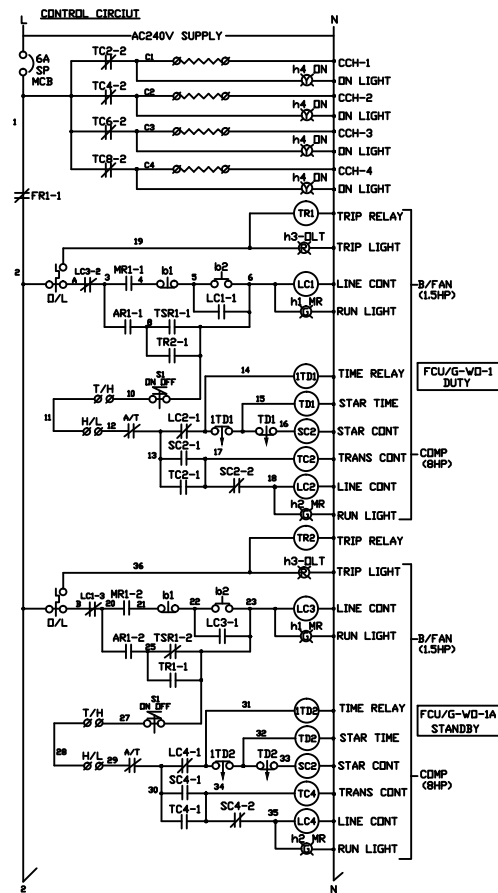 CONTROL CIRCIUT
L N
AC240V SUPPLY
6A
SP
MCB
TC2-2 C1 CCH-1
h4 ON
Y ON LIGHT
TC4-2 C2 CCH-2
h4 ON
Y ON LIGHT
1 TC6-2 C3 CCH-3
h4 ON
Y ON LIGHT
TC8-2 C4 CCH-4
h4 ON
Y ON LIGHT
FR1-1
TR1 TRIP RELAY
19 h3-OLT
R TRIP LIGHT
2 LC3-2 MR1-1 b1 b2
O/L A 3 4 5 6 LC1 LINE CONT
LC1-1 h1 MR
G RUN LIGHT
B/FAN
(1.5HP)
AR1-1 8 TSR1-1
TR2-1
14 1TD1 TIME RELAY
FCU/G-WO-1
DUTY
S1
ON OFF
T/H 10 15 TD1 STAR TIME
11 H/L 12 A/T LC2-1 1TD1 TD1 16 SC2 STAR CONT
SC2-1 17 TC2 TRANS CONT
13
COMP
(8HP)
TC2-1 SC2-2 18 LC2 LINE CONT
h2 MR
G RUN LIGHT
TR2 TRIP RELAY
36 h3-OLT
R TRIP LIGHT
LC1-3 MR1-2 b1 b2
O/L B 20 21 22 23 LC3 LINE CONT
LC3-1 h1 MR
G RUN LIGHT
B/FAN
(1.5HP)
AR1-2 25 TSR1-2
TR1-1
31 1TD2 TIME RELAY
FCU/G-WO-1A
STANDBY
S1
ON OFF
T/H 27 32 TD2 STAR TIME
28 H/L 29 A/T LC4-1 1TD2 TD2 33 SC2 STAR CONT
SC4-1 34 TC4 TRANS CONT
30
COMP
(8HP)
TC4-1 SC4-2 35 LC4 LINE CONT
h2 MR
G RUN LIGHT
2 N